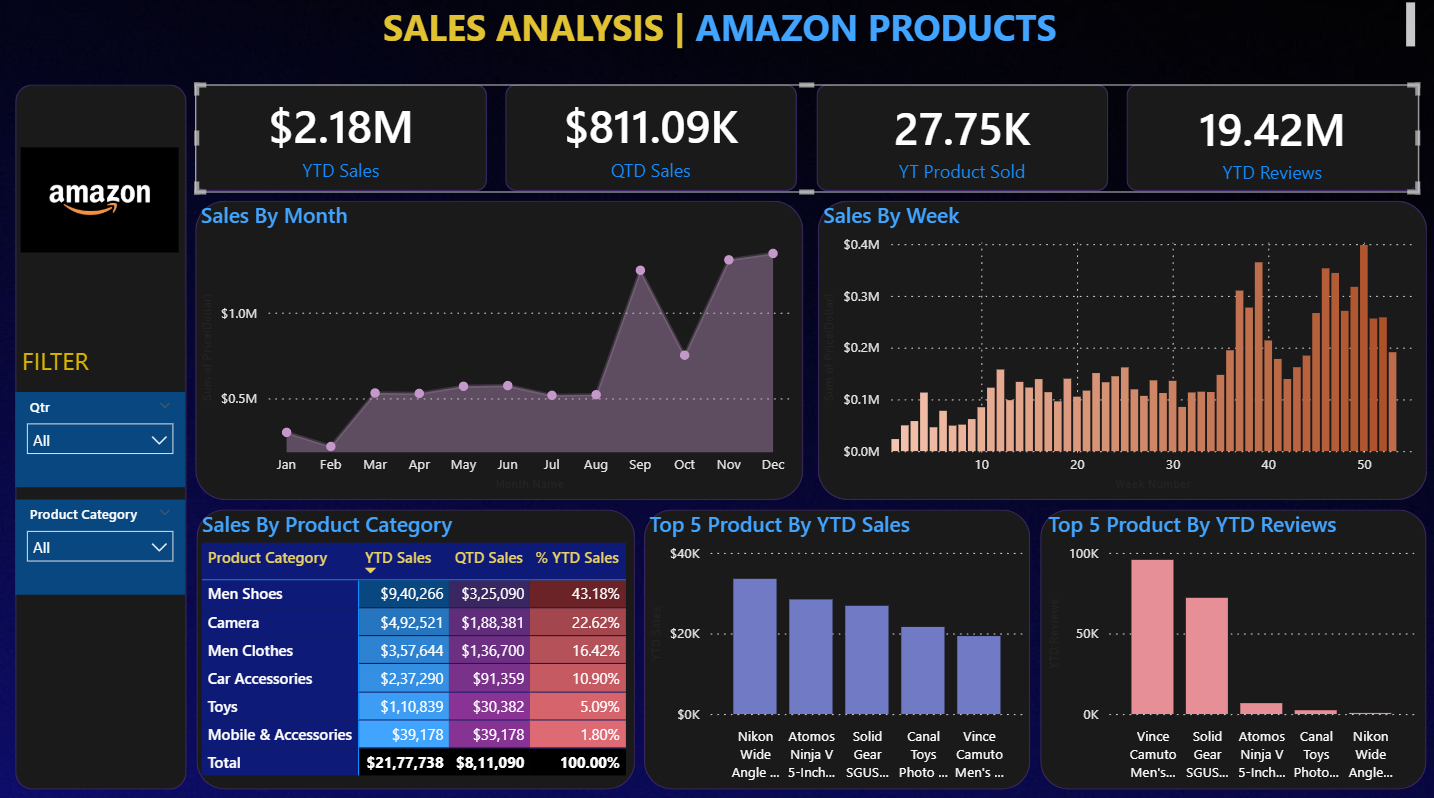 SALES ANALYSIS | AMAZON PRODUCTS
amazon
FILTER
Qtr
All
Product Category
All
$2.18M
YTD Sales
$811.09K
QTD Sales
27.75K
YT Product Sold
19.42M
YTD Reviews
Sales By Month
Sum of Price(Dollar)
$1.0M
$0.5M
Jan Feb Mar Apr May Jun Jul Aug Sep Oct Nov Dec
Month Name
Sales By Week
Sum of Price(Dollar)
$0.4M
$0.3M
$0.2M
$0.1M
$0.0M
10 20 30 40 50
Week Number
Sales By Product Category
Product Category YTD Sales QTD Sales % YTD Sales
Men Shoes $9,40,266 $3,25,090 43.18%
Camera $4,92,521 $1,88,381 22.62%
Men Clothes $3,57,644 $1,36,700 16.42%
Car Accessories $2,37,290 $91,359 10.90%
Toys $1,10,839 $30,382 5.09%
Mobile & Accessories $39,178 $39,178 1.80%
Total $21,77,738 $8,11,090 100.00%
Top 5 Product By YTD Sales
YTD Sales
$40K
$20K
$0K
Nikon Atomos Solid Canal Vince
Wide Ninja V Gear Toys Camuto
Angle ... 5-Inch... SGUS... Photo ... Men's ...
Top 5 Product By YTD Reviews
YTD Reviews
100K
50K
0K
Vince Solid Atomos Canal Nikon
Camuto Gear Ninja V Toys Wide
Men's... SGUS... 5-Inch... Photo... Angle...